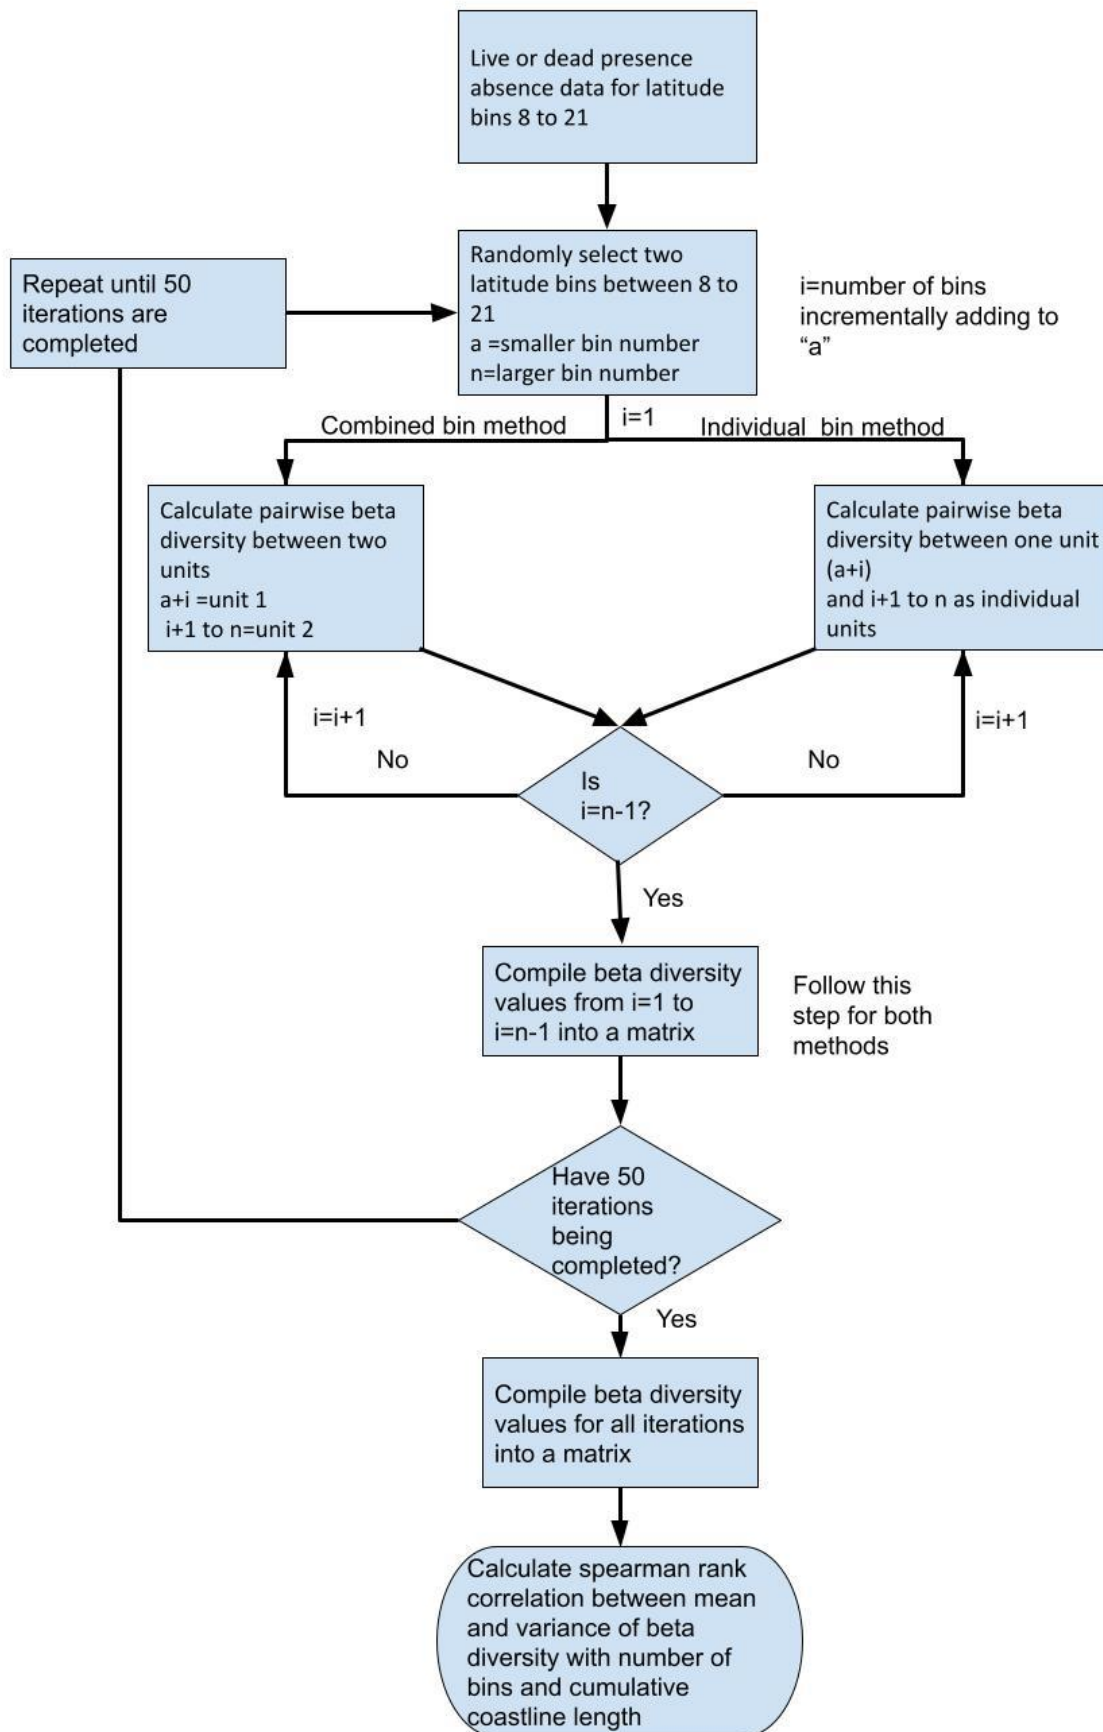 Live or dead presence
absence data for latitude
bins 8 to 21
Repeat until 50
iterations are
completed
Randomly select two
latitude bins between 8 to
21
a =smaller bin number
n=larger bin number
i=number of bins
incrementally adding to
“a”
i=1
Combined bin method
Individual bin method
Calculate pairwise beta
diversity between two
units
a+i =unit 1
i+1 to n=unit 2
Calculate pairwise beta
diversity between one unit
(a+i)
and i+1 to n as individual
units
i=i+1
No
Is
i=n-1?
No
i=i+1
Yes
Compile beta diversity
values from i=1 to
i=n-1 into a matrix
Follow this
step for both
methods
Have 50
iterations
being
completed?
Yes
Compile beta diversity
values for all iterations
into a matrix
Calculate spearman rank
correlation between mean
and variance of beta
diversity with number of
bins and cumulative
coastline length